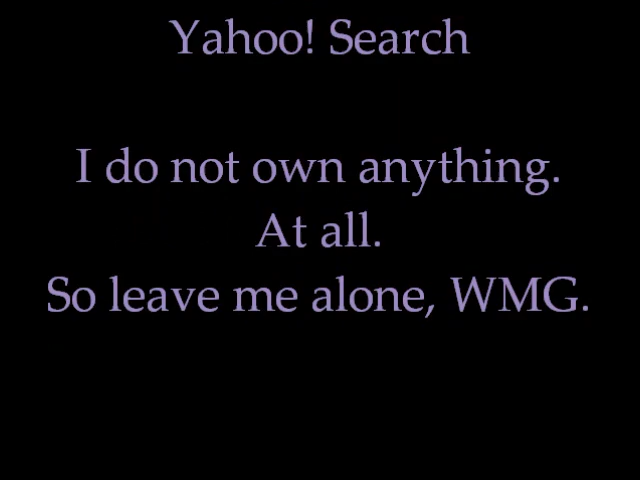 Yahoo! Search
I do not own anything.
At all.
So leave me alone, WMG.